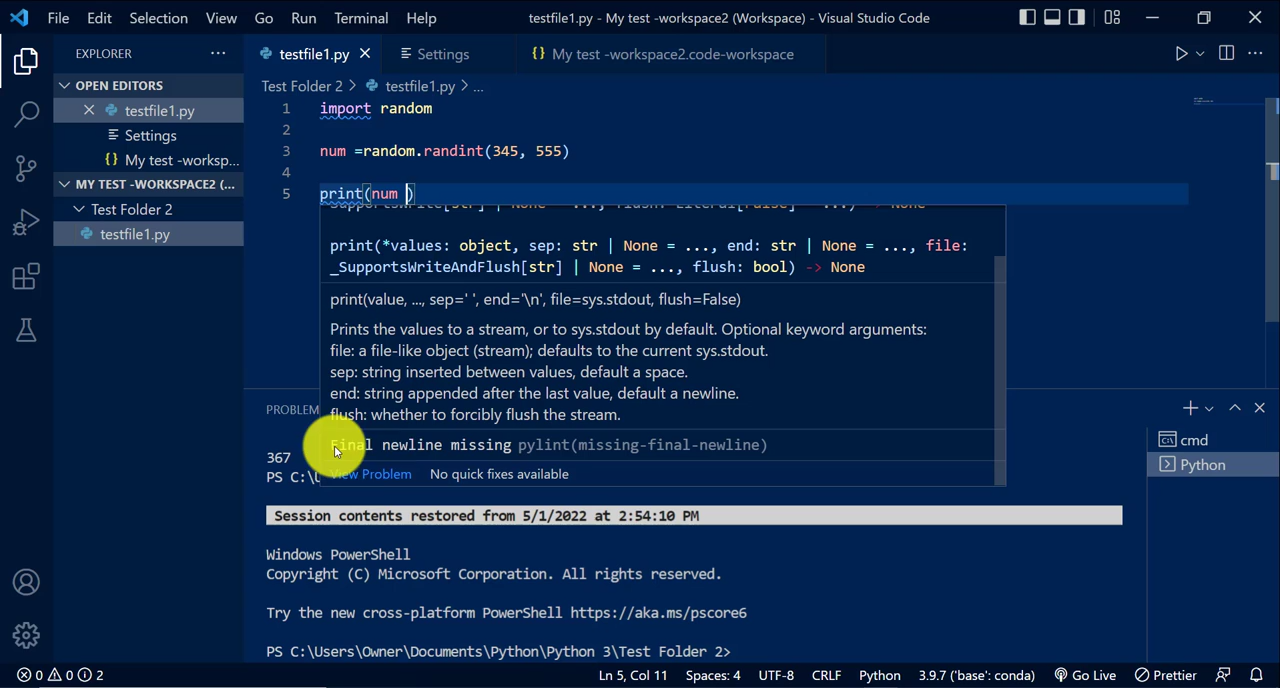 File Edit Selection View Go Run Terminal Help
testfile1.py - My test -workspace2 (Workspace) - Visual Studio Code
EXPLORER
testfile1.py
Settings
{} My test -workspace2.code-workspace
OPEN EDITORS
testfile1.py
Settings
{} My test -worksp...
MY TEST -WORKSPACE2 (...
Test Folder 2
testfile1.py
Test Folder 2 > testfile1.py > ...
1 import random
2
3 num =random.randint(345, 555)
4
5 print(num )
print(*values: object, sep: str | None = ..., end: str | None = ..., file:
_SupportsWriteAndFlush[str] | None = ..., flush: bool) -> None
print(value, ..., sep=' ', end='\n', file=sys.stdout, flush=False)
Prints the values to a stream, or to sys.stdout by default. Optional keyword arguments:
file: a file-like object (stream); defaults to the current sys.stdout.
sep: string inserted between values, default a space.
end: string appended after the last value, default a newline.
flush: whether to forcibly flush the stream.
Final newline missing pylint(missing-final-newline)
View Problem No quick fixes available
PROBLEM
367
PS C:\
Session contents restored from 5/1/2022 at 2:54:10 PM
Windows PowerShell
Copyright (C) Microsoft Corporation. All rights reserved.
Try the new cross-platform PowerShell https://aka.ms/pscore6
PS C:\Users\Owner\Documents\Python\Python 3\Test Folder 2>
cmd
Python
0 0 2
Ln 5, Col 11 Spaces: 4 UTF-8 CRLF Python 3.9.7 ('base': conda) Go Live Prettier